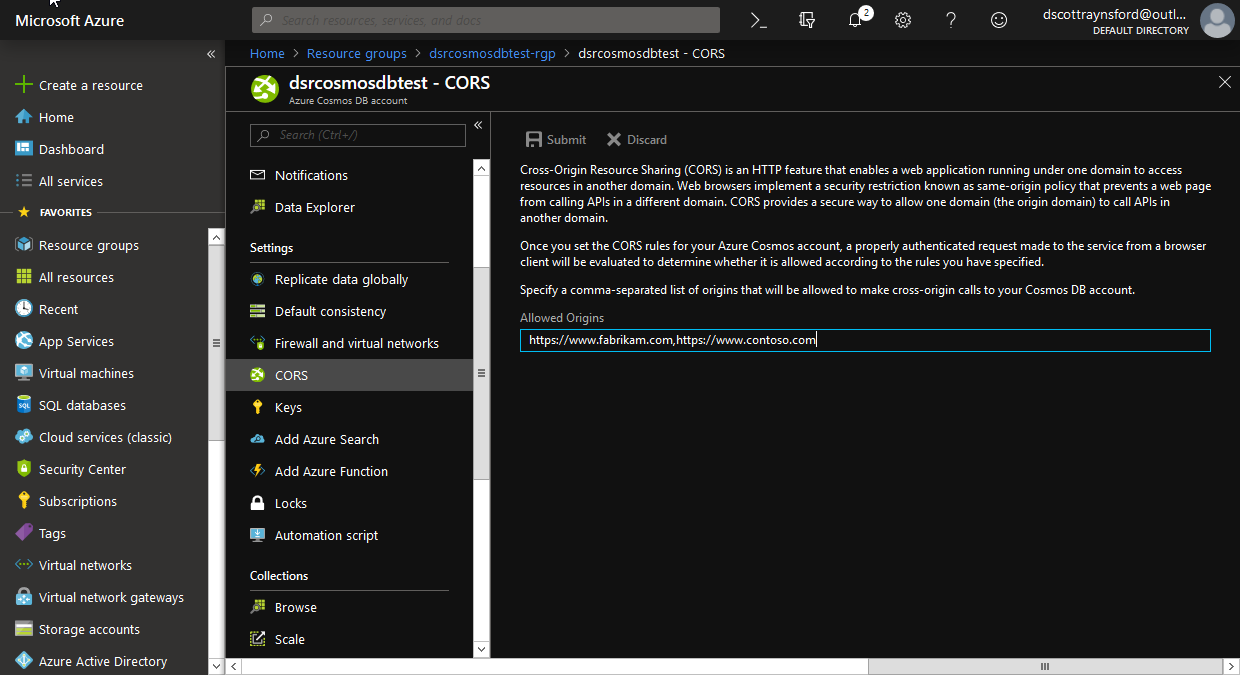 Microsoft Azure
Search resources, services, and docs
2
dscottraynsford@outl...
DEFAULT DIRECTORY
Create a resource
Home
Dashboard
All services
FAVORITES
Resource groups
All resources
Recent
App Services
Virtual machines
SQL databases
Cloud services (classic)
Security Center
Subscriptions
Tags
Virtual networks
Virtual network gateways
Storage accounts
Azure Active Directory
Home > Resource groups > dsrcosmosdbtest-rgp > dsrcosmosdbtest - CORS
dsrcosmosdbtest - CORS
Azure Cosmos DB account
Search (Ctrl+/)
Notifications
Data Explorer
Settings
Replicate data globally
Default consistency
Firewall and virtual networks
CORS
Keys
Add Azure Search
Add Azure Function
Locks
Automation script
Collections
Browse
Scale
Submit
Discard
Cross-Origin Resource Sharing (CORS) is an HTTP feature that enables a web application running under one domain to access
resources in another domain. Web browsers implement a security restriction known as same-origin policy that prevents a web page
from calling APIs in a different domain. CORS provides a secure way to allow one domain (the origin domain) to call APIs in
another domain.
Once you set the CORS rules for your Azure Cosmos account, a properly authenticated request made to the service from a browser
client will be evaluated to determine whether it is allowed according to the rules you have specified.
Specify a comma-separated list of origins that will be allowed to make cross-origin calls to your Cosmos DB account.
Allowed Origins
https://www.fabrikam.com,https://www.contoso.com